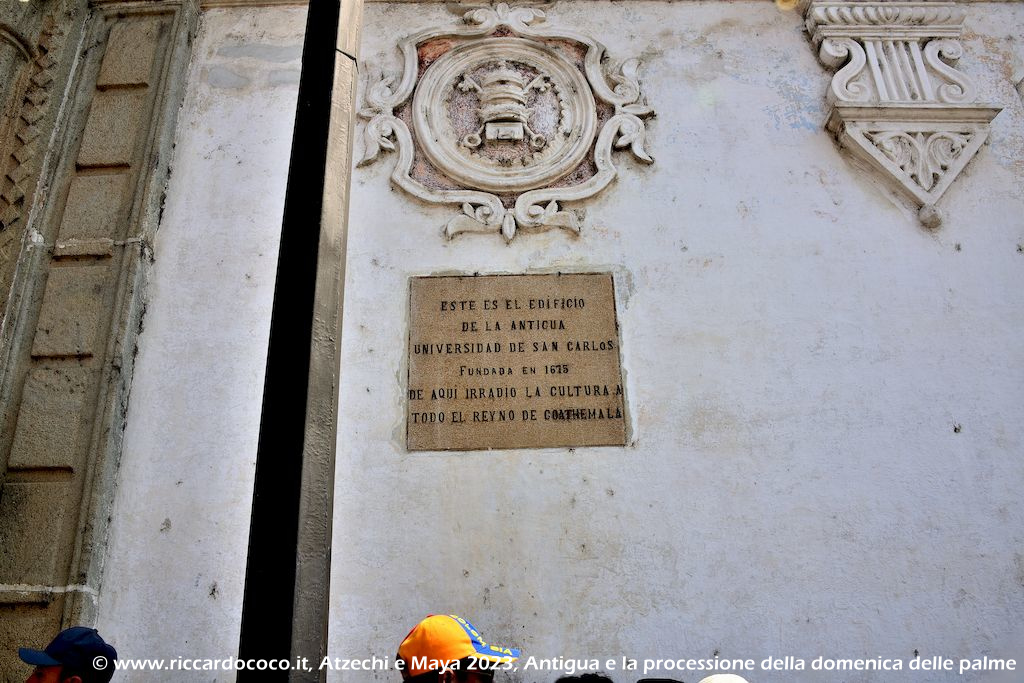 ESTE ES EL EDIFICIO
DE LA ANTIGUA
UNIVERSIDAD DE SAN CARLOS
FUNDADA EN 1675
DE AQUÍ IRRADIO LA CULTURA A
TODO EL REYNO DE GOATHEMALA
© www.riccardococo.it, Atzechi e Maya 2023, Antigua e la processione della domenica delle palme